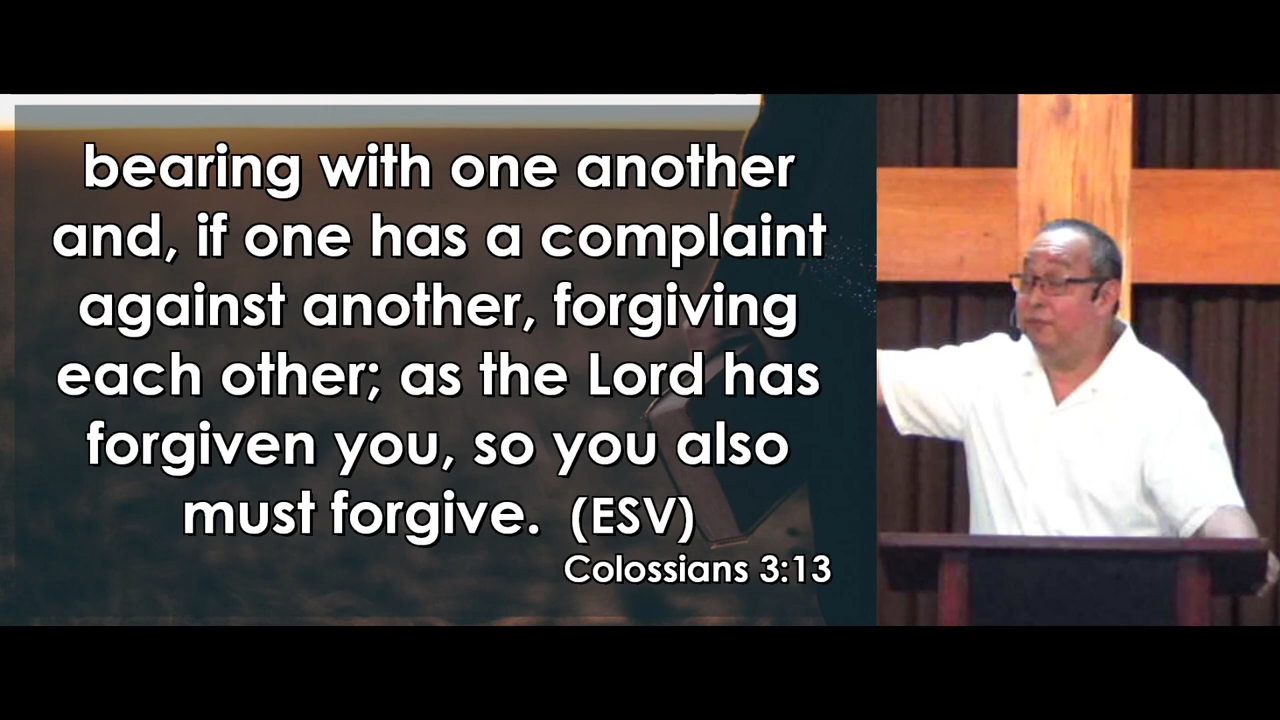 bearing with one another
and, if one has a complaint
against another, forgiving
each other; as the Lord has
forgiven you, so you also
must forgive. (ESV)
Colossians 3:13